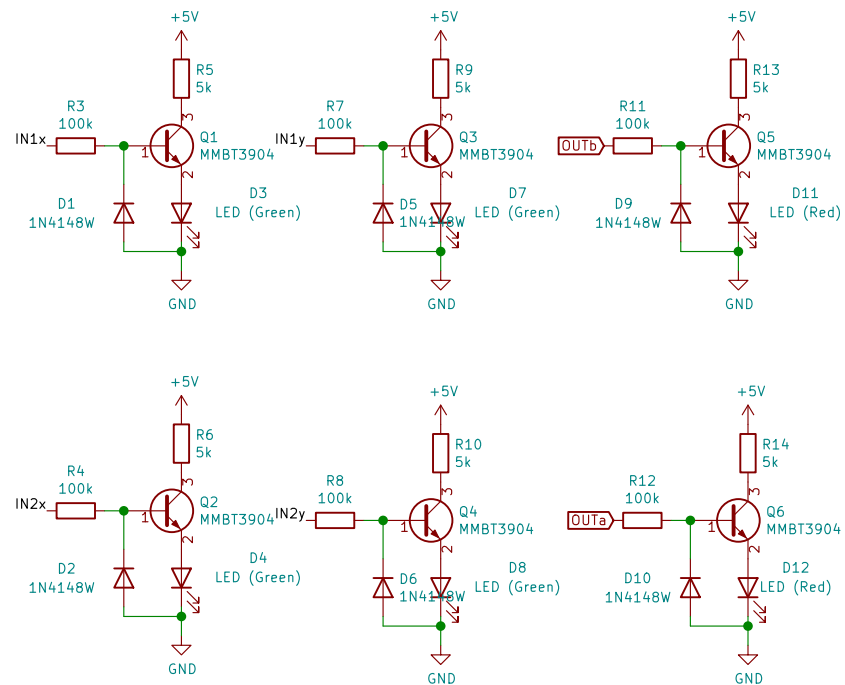 +5V
R5
5k
R3
100k
3
IN1x
1
Q1
MMBT3904
2
D1
1N4148W
D3
LED (Green)
GND
+5V
R9
5k
R7
100k
3
IN1y
1
Q3
MMBT3904
2
D5
1N4148W
D7
LED (Green)
GND
+5V
R13
5k
R11
100k
3
OUTb
1
Q5
MMBT3904
2
D9
1N4148W
D11
LED (Red)
GND
+5V
R6
5k
R4
100k
3
IN2x
1
Q2
MMBT3904
2
D2
1N4148W
D4
LED (Green)
GND
+5V
R10
5k
R8
100k
3
IN2y
1
Q4
MMBT3904
2
D6
1N4148W
D8
LED (Green)
GND
+5V
R14
5k
R12
100k
3
OUTa
1
Q6
MMBT3904
2
D10
1N4148W
D12
LED (Red)
GND